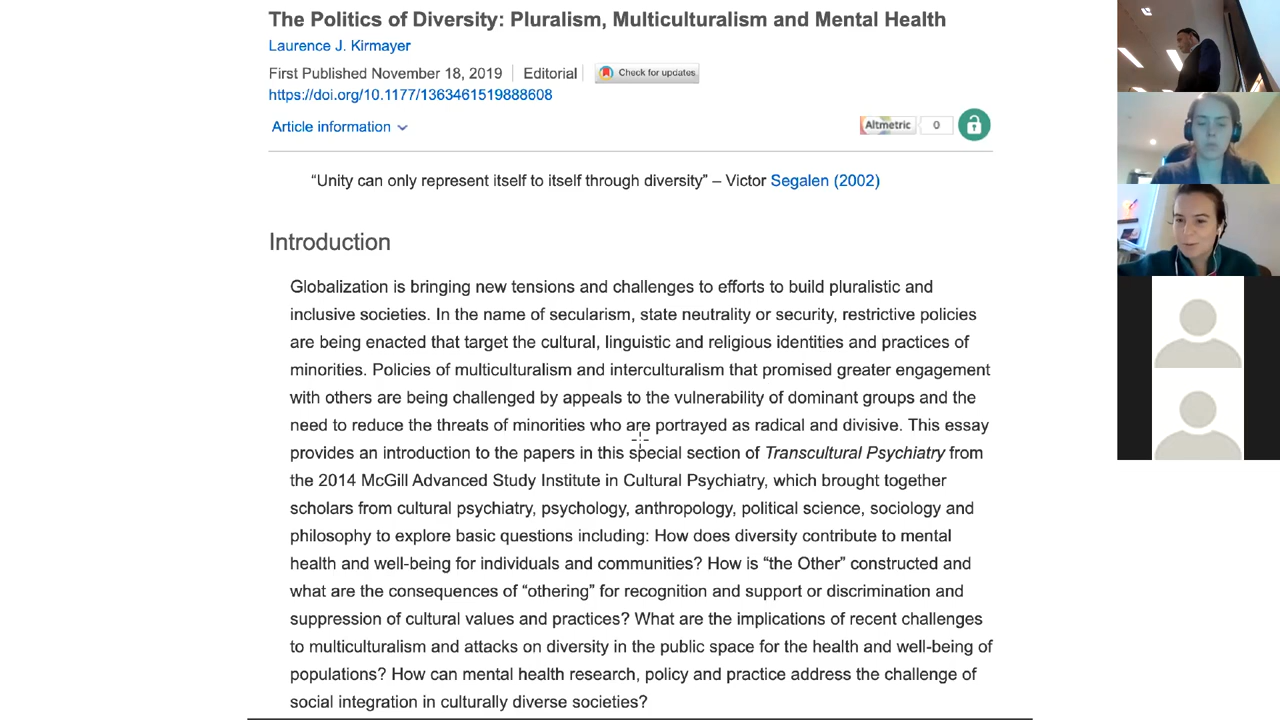 The Politics of Diversity: Pluralism, Multiculturalism and Mental Health
Laurence J. Kirmayer
First Published November 18, 2019 Editorial Check for updates
https://doi.org/10.1177/1363461519888608
Article information
Altmetric 0
“Unity can only represent itself to itself through diversity” – Victor Segalen (2002)
Introduction
Globalization is bringing new tensions and challenges to efforts to build pluralistic and
inclusive societies. In the name of secularism, state neutrality or security, restrictive policies
are being enacted that target the cultural, linguistic and religious identities and practices of
minorities. Policies of multiculturalism and interculturalism that promised greater engagement
with others are being challenged by appeals to the vulnerability of dominant groups and the
need to reduce the threats of minorities who are portrayed as radical and divisive. This essay
provides an introduction to the papers in this special section of Transcultural Psychiatry from
the 2014 McGill Advanced Study Institute in Cultural Psychiatry, which brought together
scholars from cultural psychiatry, psychology, anthropology, political science, sociology and
philosophy to explore basic questions including: How does diversity contribute to mental
health and well-being for individuals and communities? How is “the Other” constructed and
what are the consequences of “othering” for recognition and support or discrimination and
suppression of cultural values and practices? What are the implications of recent challenges
to multiculturalism and attacks on diversity in the public space for the health and well-being of
populations? How can mental health research, policy and practice address the challenge of
social integration in culturally diverse societies?